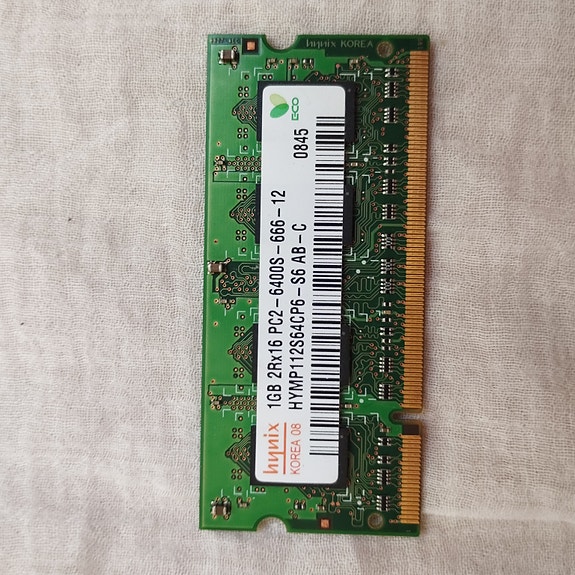 hynix KOREA
ECO
1GB 2Rx16 PC2-6400S-666-12
HYMP112S64CP6-S6 AB-C
0845
hynix
KOREA 08